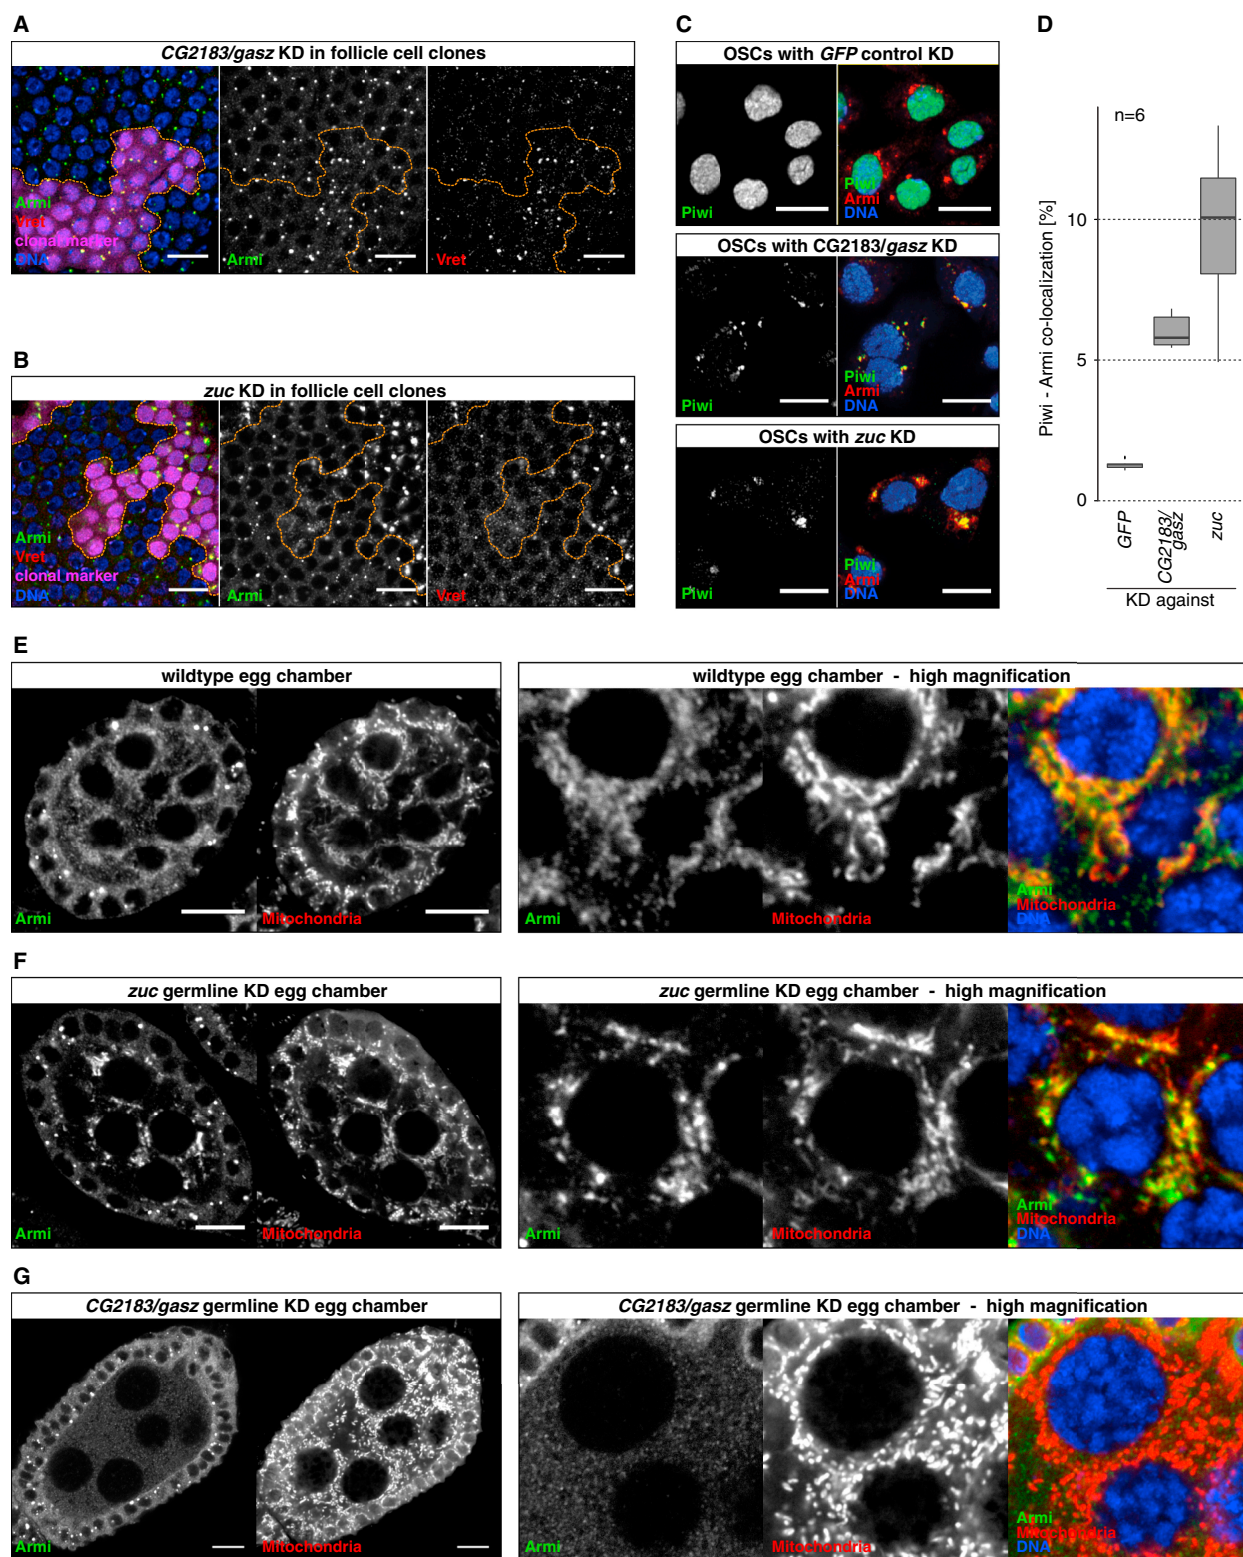 A
CG2183/gasz KD in follicle cell clones
Armi
Vret
clonal marker
DNA
Armi
Vret
B
zuc KD in follicle cell clones
Armi
Vret
clonal marker
DNA
Armi
Vret
C
OSCs with GFP control KD
Piwi
Piwi
Armi
DNA
OSCs with CG2183/gasz KD
Piwi
Piwi
Armi
DNA
OSCs with zuc KD
Piwi
Piwi
Armi
DNA
D
n=6
Piwi - Armi co-localization [%]
10
5
0
GFP
CG2183/
gasz
zuc
KD against
E
wildtype egg chamber
Armi
Mitochondria
wildtype egg chamber - high magnification
Armi
Mitochondria
Armi
Mitochondria
DNA
F
zuc germline KD egg chamber
Armi
Mitochondria
zuc germline KD egg chamber - high magnification
Armi
Mitochondria
Armi
Mitochondria
DNA
G
CG2183/gasz germline KD egg chamber
Armi
Mitochondria
CG2183/gasz germline KD egg chamber - high magnification
Armi
Mitochondria
Armi
Mitochondria
DNA